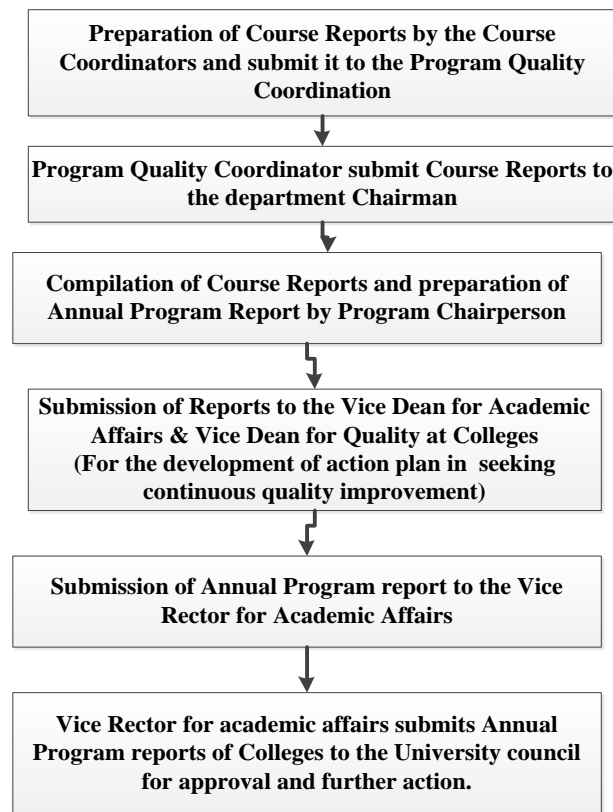 Preparation of Course Reports by the Course
Coordinators and submit it to the Program Quality
Coordination
Program Quality Coordinator submit Course Reports to
the department Chairman
Compilation of Course Reports and preparation of
Annual Program Report by Program Chairperson
Submission of Reports to the Vice Dean for Academic
Affairs & Vice Dean for Quality at Colleges
(For the development of action plan in seeking
continuous quality improvement)
Submission of Annual Program report to the Vice
Rector for Academic Affairs
Vice Rector for academic affairs submits Annual
Program reports of Colleges to the University council
for approval and further action.